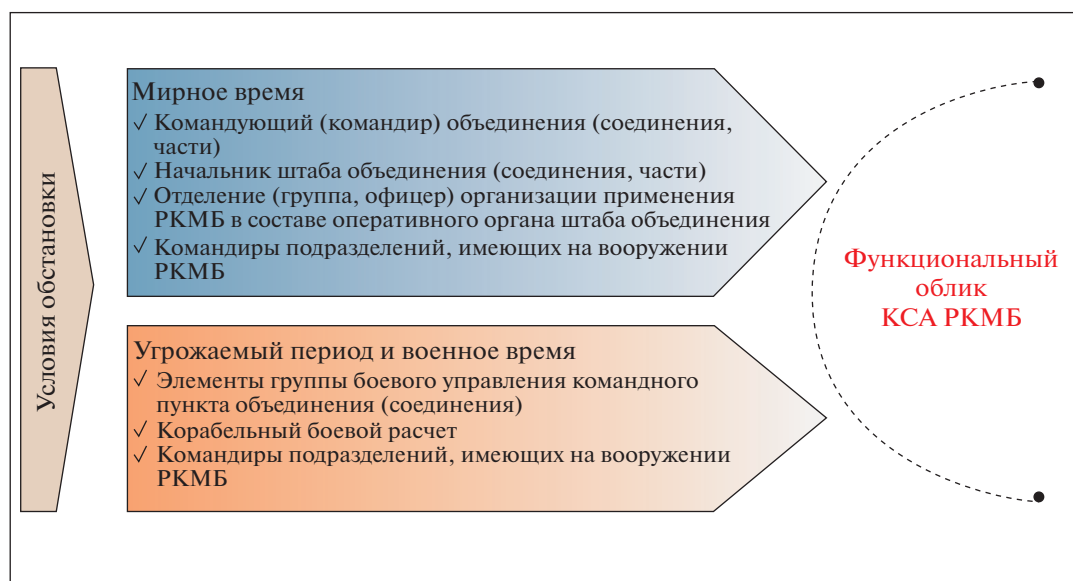 Условия обстановки
Мирное время
✓ Командующий (командир) объединения (соединения,
части)
✓ Начальник штаба объединения (соединения, части)
✓ Отделение (группа, офицер) организации применения
РКМБ в составе оперативного органа штаба объединения
✓ Командиры подразделений, имеющих на вооружении
РКМБ
Угрожаемый период и военное время
✓ Элементы группы боевого управления командного
пункта объединения (соединения)
✓ Корабельный боевой расчет
✓ Командиры подразделений, имеющих на вооружении
РКМБ
Функциональный
облик
КСА РКМБ